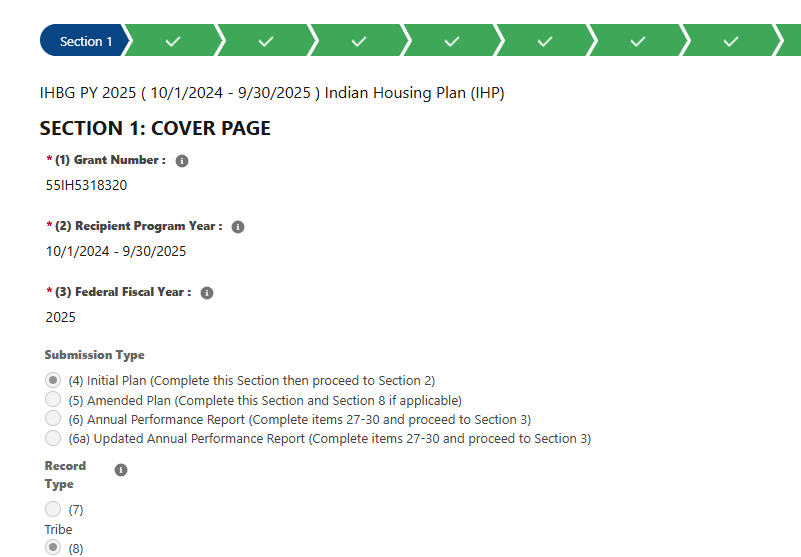 Section 1
IHBG PY 2025 ( 10/1/2024 - 9/30/2025 ) Indian Housing Plan (IHP)
SECTION 1: COVER PAGE
* (1) Grant Number :
55IH5318320
* (2) Recipient Program Year :
10/1/2024 - 9/30/2025
* (3) Federal Fiscal Year :
2025
Submission Type
(4) Initial Plan (Complete this Section then proceed to Section 2)
(5) Amended Plan (Complete this Section and Section 8 if applicable)
(6) Annual Performance Report (Complete items 27-30 and proceed to Section 3)
(6a) Updated Annual Performance Report (Complete items 27-30 and proceed to Section 3)
Record
Type
(7)
Tribe
(8)